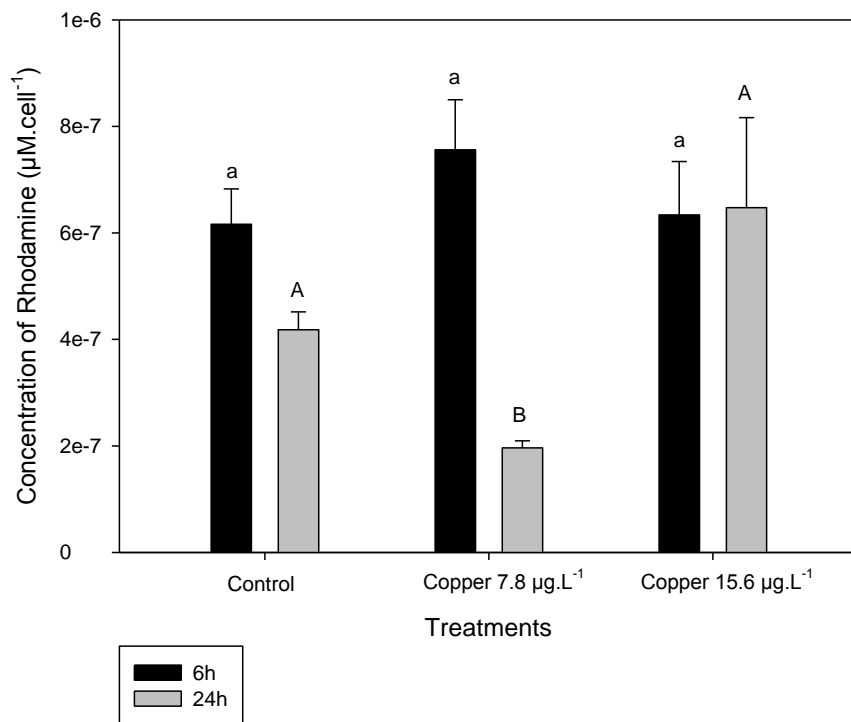 1e-6
8e-7
6e-7
4e-7
2e-7
0
Concentration of Rhodamine (µM.cell⁻¹)
a
A
a
B
a
A
Control
Copper 7.8 µg.L⁻¹
Copper 15.6 µg.L⁻¹
Treatments
6h
24h